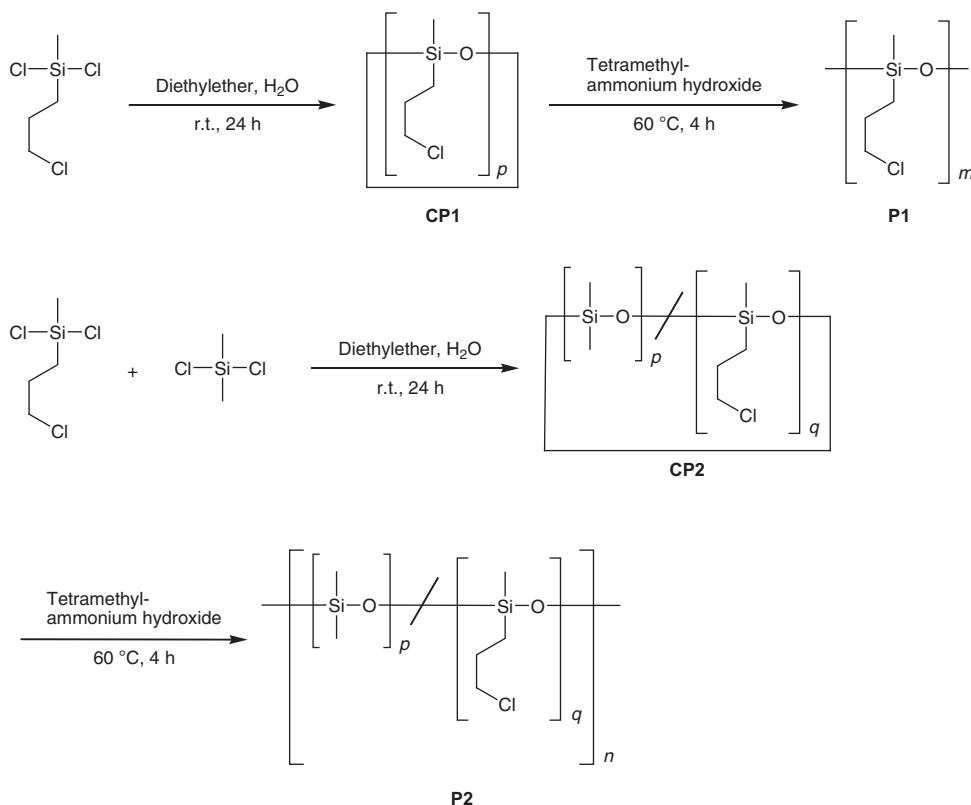 Cl Si Cl
Cl
Diethylether, H₂O
r.t., 24 h
Si O
Cl
p
CP1
Tetramethyl-
ammonium hydroxide
60 °C, 4 h
Si O
Cl
m
P1
Cl Si Cl
Cl
+
Cl Si Cl
Diethylether, H₂O
r.t., 24 h
Si O
p
Si O
Cl
q
CP2
Tetramethyl-
ammonium hydroxide
60 °C, 4 h
Si O
p
Si O
Cl
q
n
P2